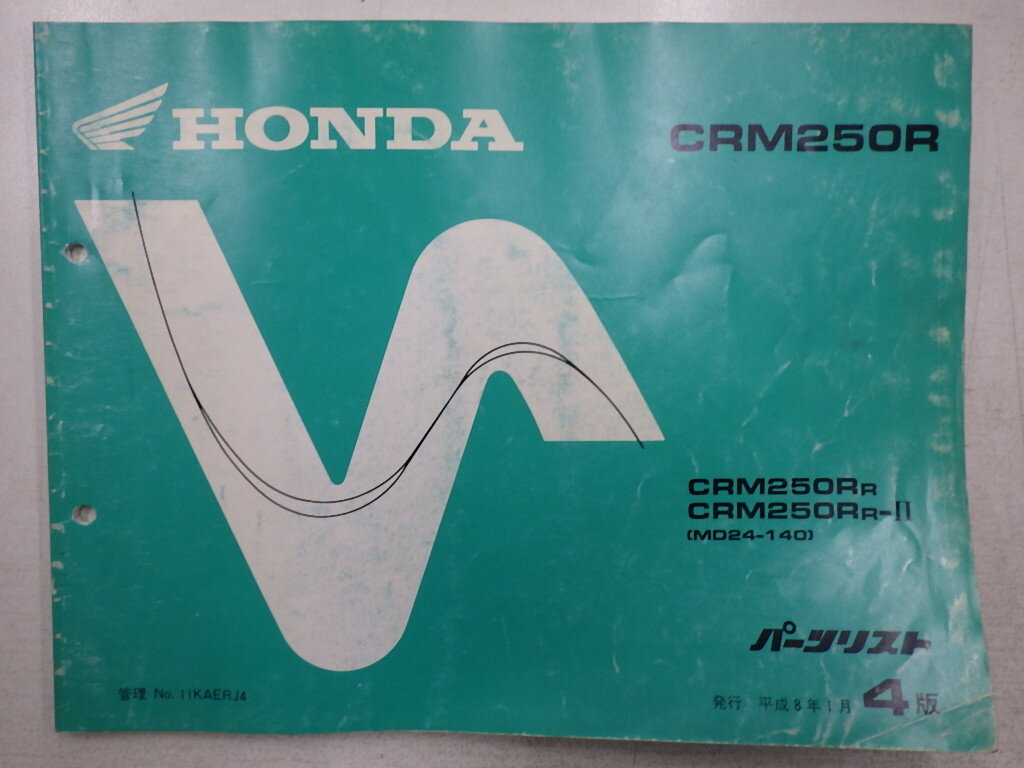 HONDA
CRM250R
CRM250RR
CRM250RR-II
(MD24-140)
パーツリスト
管理 No. 11KAERJ4
発行 平成8年1月 4版